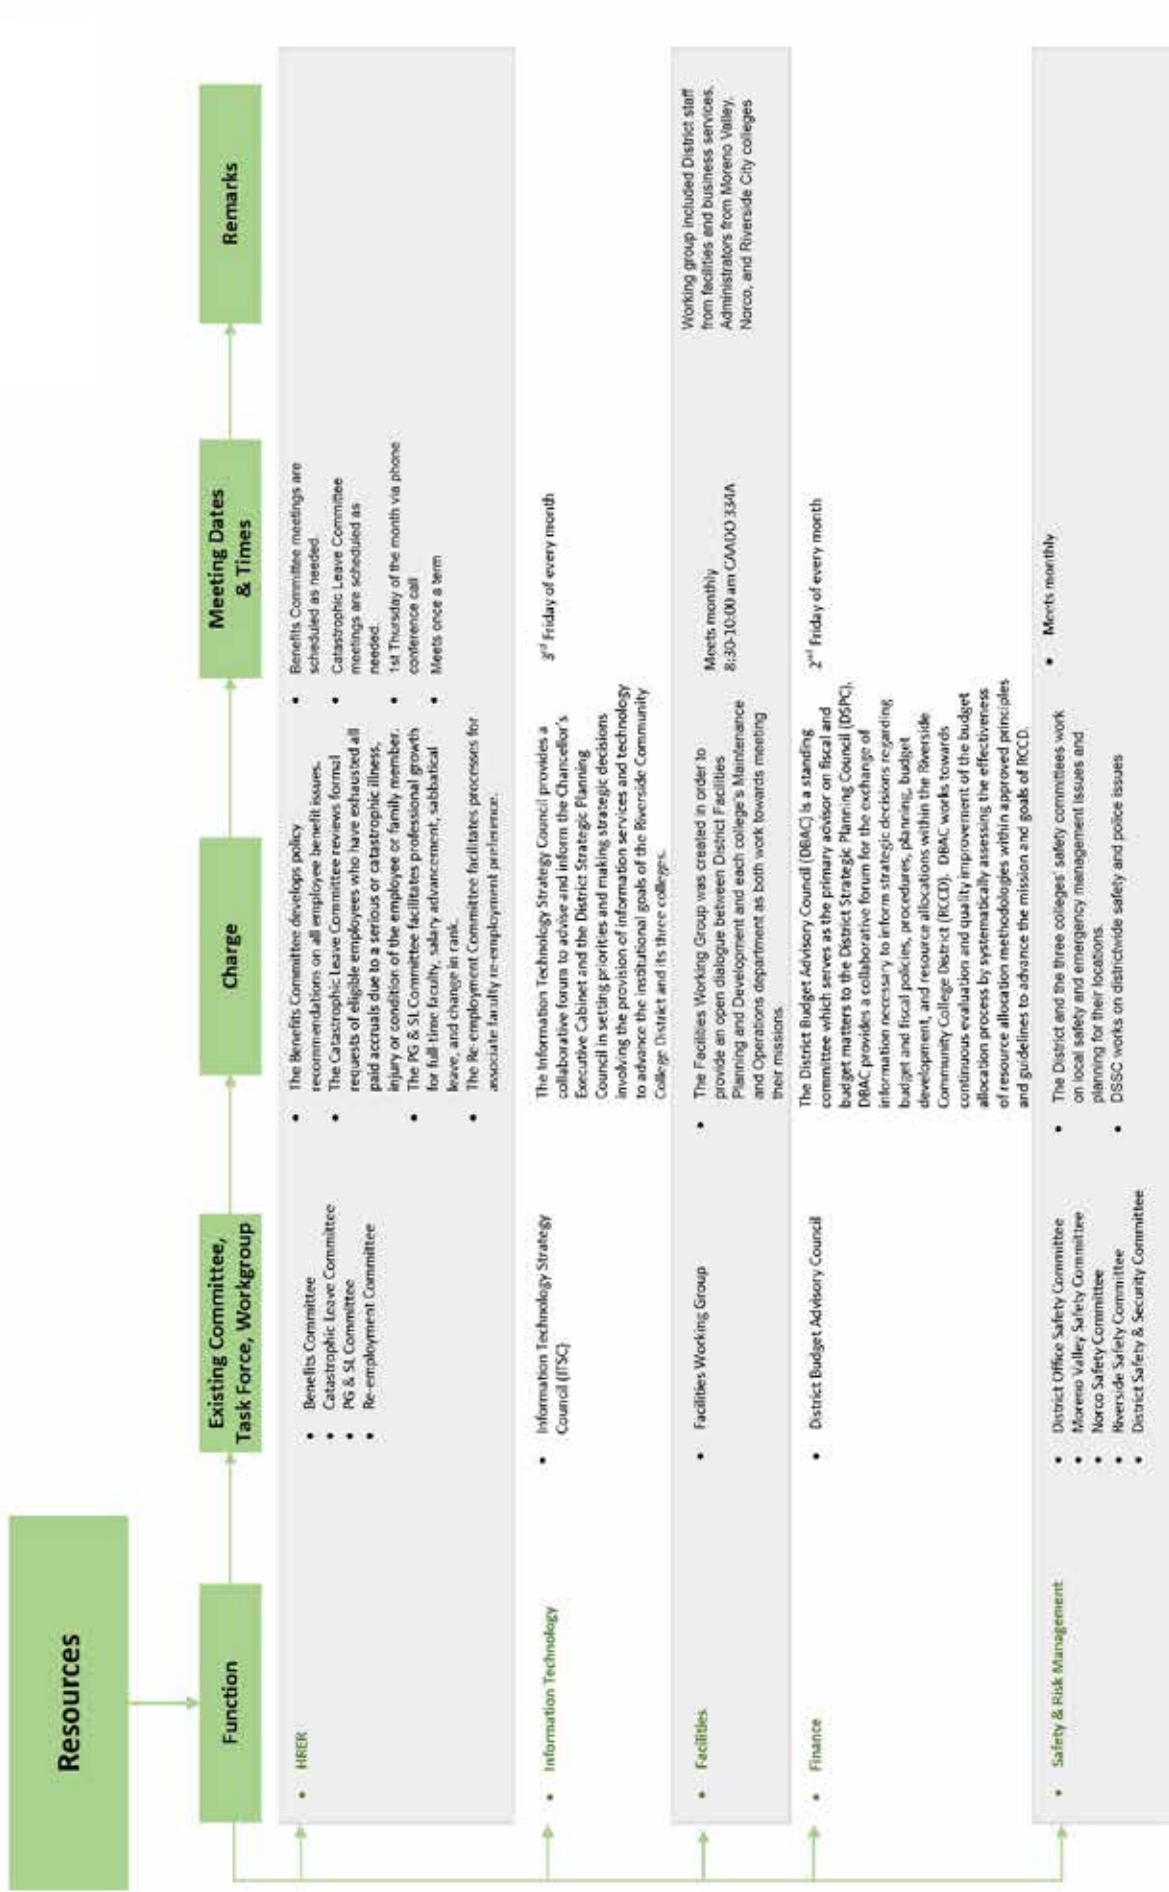 Resources
Function
Existing Committee,
Task Force, Workgroup
Charge
Meeting Dates
& Times
Remarks
• HRER
• Benefits Committee
• Catastrophic Leave Committee
• PG & SL Committee
• Re-employment Committee
• The Benefits Committee develops policy
recommendations on all employee benefit issues.
• The Catastrophic Leave Committee reviews formal
requests of eligible employees who have exhausted all
paid accruals due to a serious or catastrophic illness,
injury or condition of the employee or family member.
• The PG & SL Committee facilitates professional growth
for full-time faculty, salary advancement, sabbatical
leave, and change in rank.
• The Re-employment Committee facilitates processes for
associate faculty re-employment preference.
• Benefits Committee meetings are
scheduled as needed.
• Catastrophic Leave Committee
meetings are scheduled as
needed.
• 1st Thursday of the month via phone
conference call
• Meets once a term
• Information Technology
• Information Technology Strategy
Council (ITSC)
The Information Technology Strategy Council provides a
collaborative forum to advise and inform the Chancellor's
Executive Cabinet and the District Strategic Planning
Council in setting priorities and making strategic decisions
involving the provision of information services and technology
to advance the institutional goals of the Riverside Community
College District and its three colleges.
3rd Friday of every month
• Facilities
• Facilities Working Group
• The Facilities Working Group was created in order to
provide an open dialogue between District Facilities
Planning and Development and each college's Maintenance
and Operations department as both work towards meeting
their missions.
Meets monthly
8:30-10:00 am CAADO 334A
Working group included District staff
from facilities and business services,
Administrators from Moreno Valley,
Norco, and Riverside City colleges
• Finance
• District Budget Advisory Council
The District Budget Advisory Council (DBAC) is a standing
committee which serves as the primary advisor on fiscal and
budget matters to the District Strategic Planning Council (DSPC).
DBAC provides a collaborative forum for the exchange of
information necessary to inform strategic decisions regarding
budget and fiscal policies, procedures, planning, budget
development, and resource allocations within the Riverside
Community College District (RCCD). DBAC works towards
continuous evaluation and quality improvement of the budget
allocation process by systematically assessing the effectiveness
of resource allocation methodologies within approved principles
and guidelines to advance the mission and goals of RCCD.
2nd Friday of every month
• Safety & Risk Management
• District Office Safety Committee
• Moreno Valley Safety Committee
• Norco Safety Committee
• Riverside Safety Committee
• District Safety & Security Committee
• The District and the three colleges' safety committees work
on local safety and emergency management issues and
planning for their locations.
• DSSC works on districtwide safety and police issues
• Meets monthly